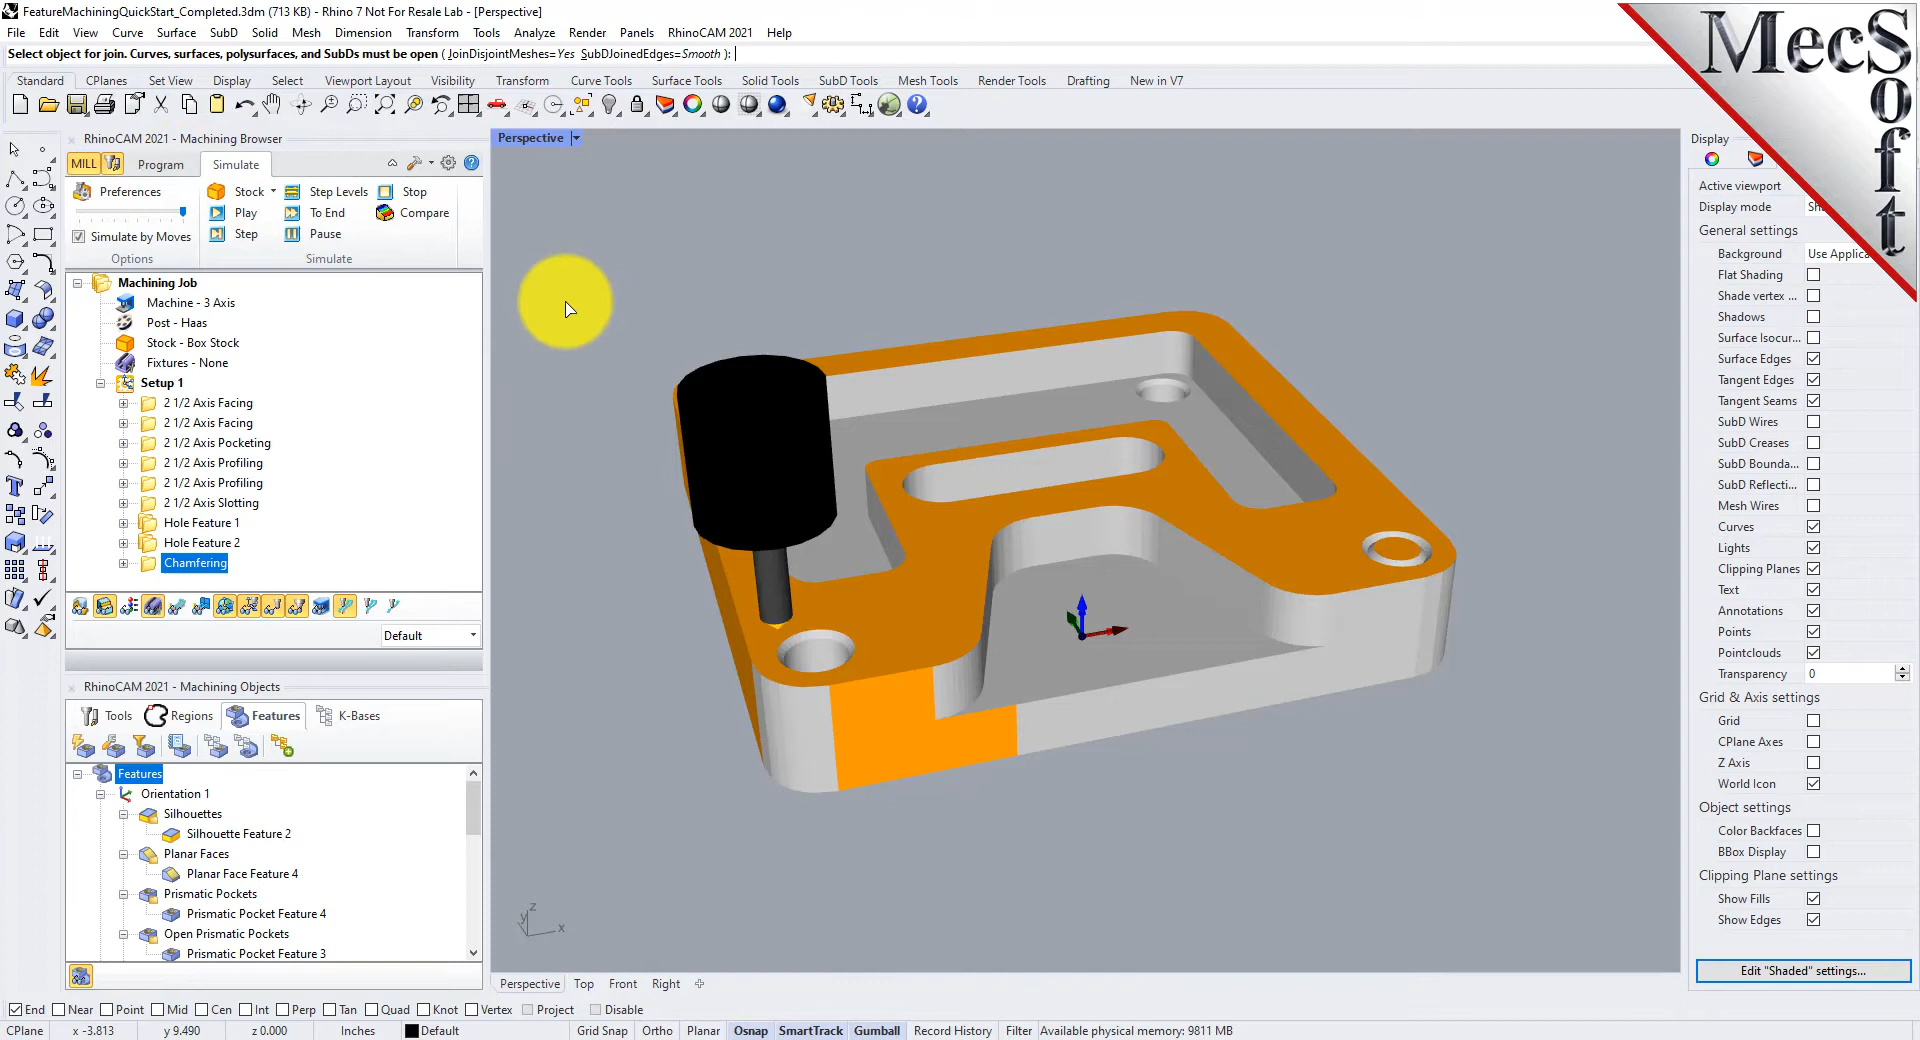 FeatureMachiningQuickStart_Completed.3dm (713 KB) - Rhino 7 Not For Resale Lab - [Perspective]
File Edit View Curve Surface SubD Solid Mesh Dimension Transform Tools Analyze Render Panels RhinoCAM 2021 Help
Select object for join. Curves, surfaces, polysurfaces, and SubDs must be open ( JoinDisjointMeshes=Yes SubDJoinedEdges=Smooth ):
Standard CPlanes Set View Display Select Viewport Layout Visibility Transform Curve Tools Surface Tools Solid Tools SubD Tools Mesh Tools Render Tools Drafting New in V7
MecSoft
RhinoCAM 2021 - Machining Browser
MILL Program Simulate
Preferences Stock Step Levels Stop
Play To End Compare
Simulate by Moves Step Pause
Options Simulate
Machining Job
Machine - 3 Axis
Post - Haas
Stock - Box Stock
Fixtures - None
Setup 1
2 1/2 Axis Facing
2 1/2 Axis Facing
2 1/2 Axis Pocketing
2 1/2 Axis Profiling
2 1/2 Axis Profiling
2 1/2 Axis Slotting
Hole Feature 1
Hole Feature 2
Chamfering
Default
RhinoCAM 2021 - Machining Objects
Tools Regions Features K-Bases
Features
Orientation 1
Silhouettes
Silhouette Feature 2
Planar Faces
Planar Face Feature 4
Prismatic Pockets
Prismatic Pocket Feature 4
Open Prismatic Pockets
Prismatic Pocket Feature 3
Perspective
z
y
x
Perspective Top Front Right
Display
Active viewport
Display mode
General settings
Background Use Applica
Flat Shading
Shade vertex ...
Shadows
Surface Isocur...
Surface Edges
Tangent Edges
Tangent Seams
SubD Wires
SubD Creases
SubD Bounda...
SubD Reflecti...
Mesh Wires
Curves
Lights
Clipping Planes
Text
Annotations
Points
Pointclouds
Transparency 0
Grid & Axis settings
Grid
CPlane Axes
Z Axis
World Icon
Object settings
Color Backfaces
BBox Display
Clipping Plane settings
Show Fills
Show Edges
Edit "Shaded" settings...
End Near Point Mid Cen Int Perp Tan Quad Knot Vertex Project Disable
CPlane x -3.813 y 9.490 z 0.000 Inches Default Grid Snap Ortho Planar Osnap SmartTrack Gumball Record History Filter Available physical memory: 9811 MB